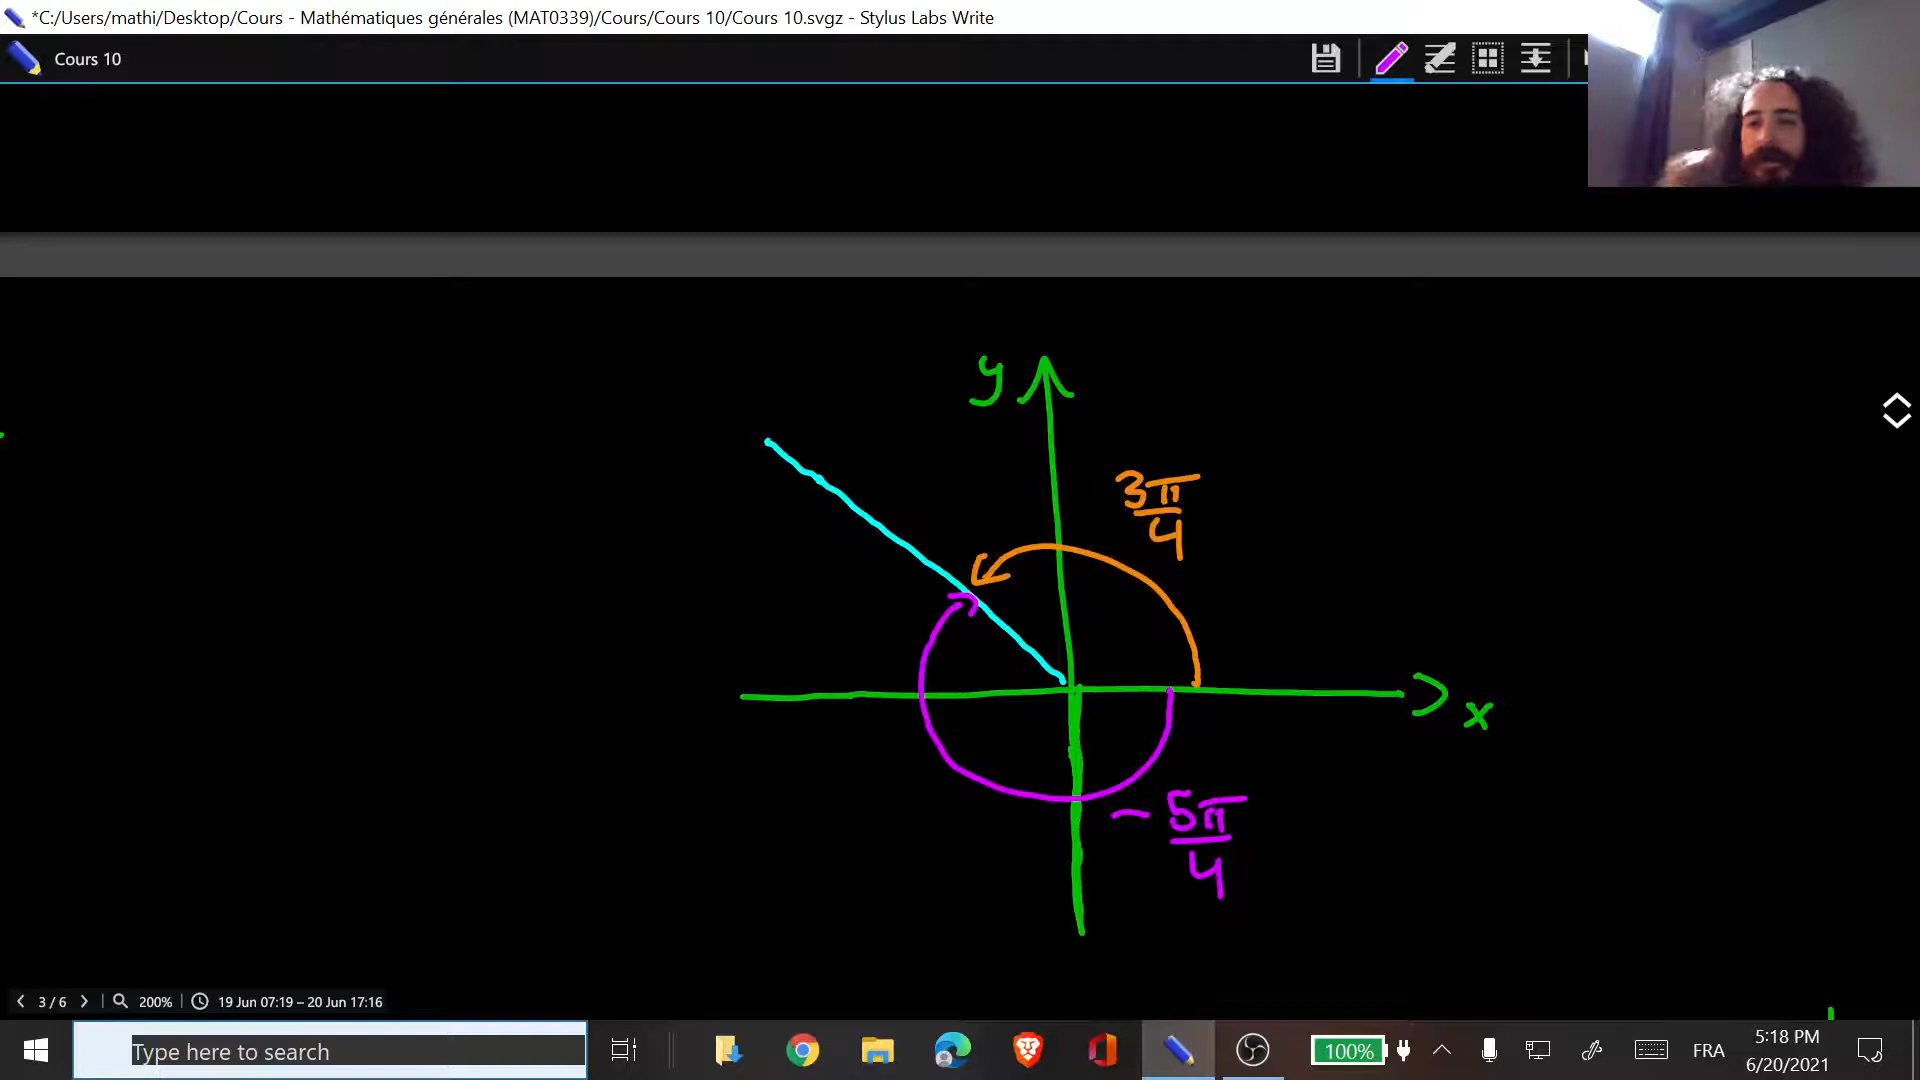 *C:/Users/mathi/Desktop/Cours - Mathématiques générales (MAT0339)/Cours/Cours 10/Cours 10.svgz - Stylus Labs Write
Cours 10
y
3π
4
x
- 5π
4
3 / 6 200% 19 Jun 07:19 – 20 Jun 17:16
Type here to search
100%
FRA
5:18 PM
6/20/2021